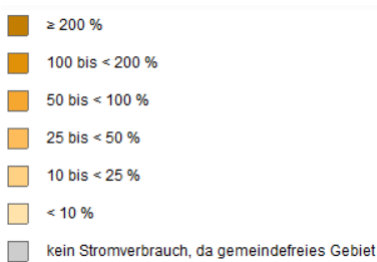 ≥ 200 %
100 bis < 200 %
50 bis < 100 %
25 bis < 50 %
10 bis < 25 %
< 10 %
kein Stromverbrauch, da gemeindefreies Gebiet